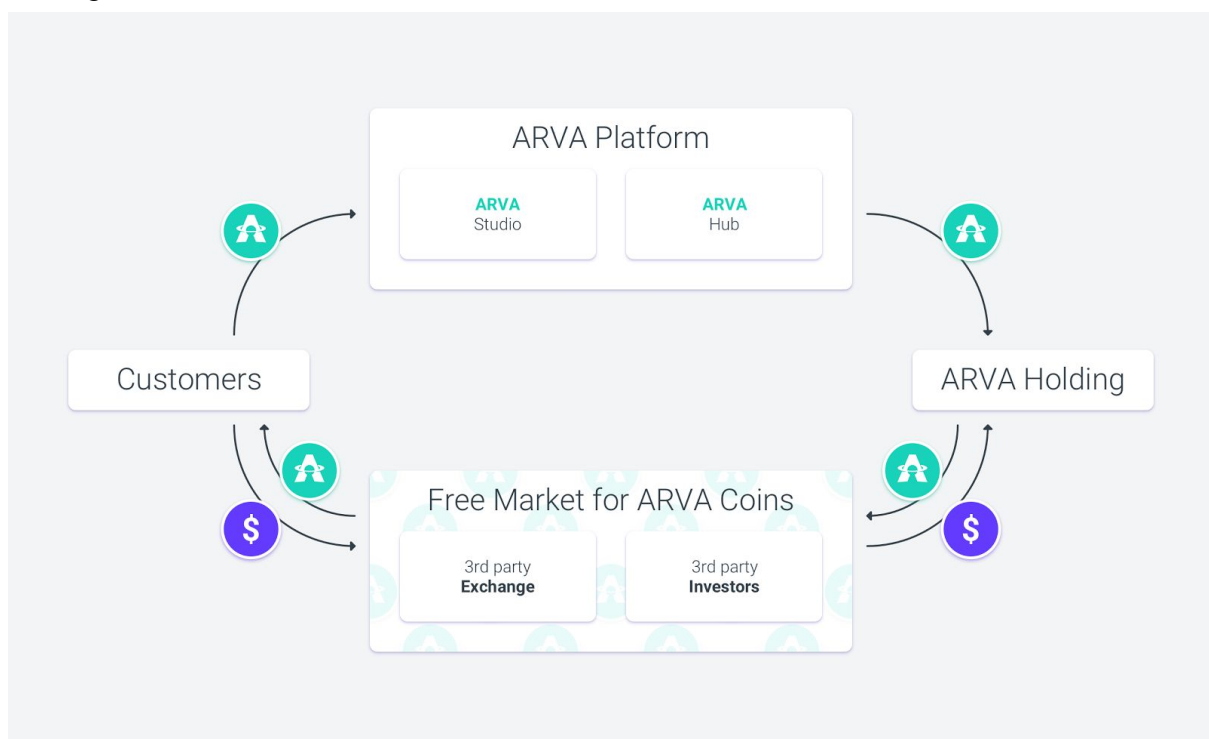 ARVA Platform
ARVA
Studio
ARVA
Hub
Customers
ARVA Holding
Free Market for ARVA Coins
3rd party
Exchange
3rd party
Investors
$
$